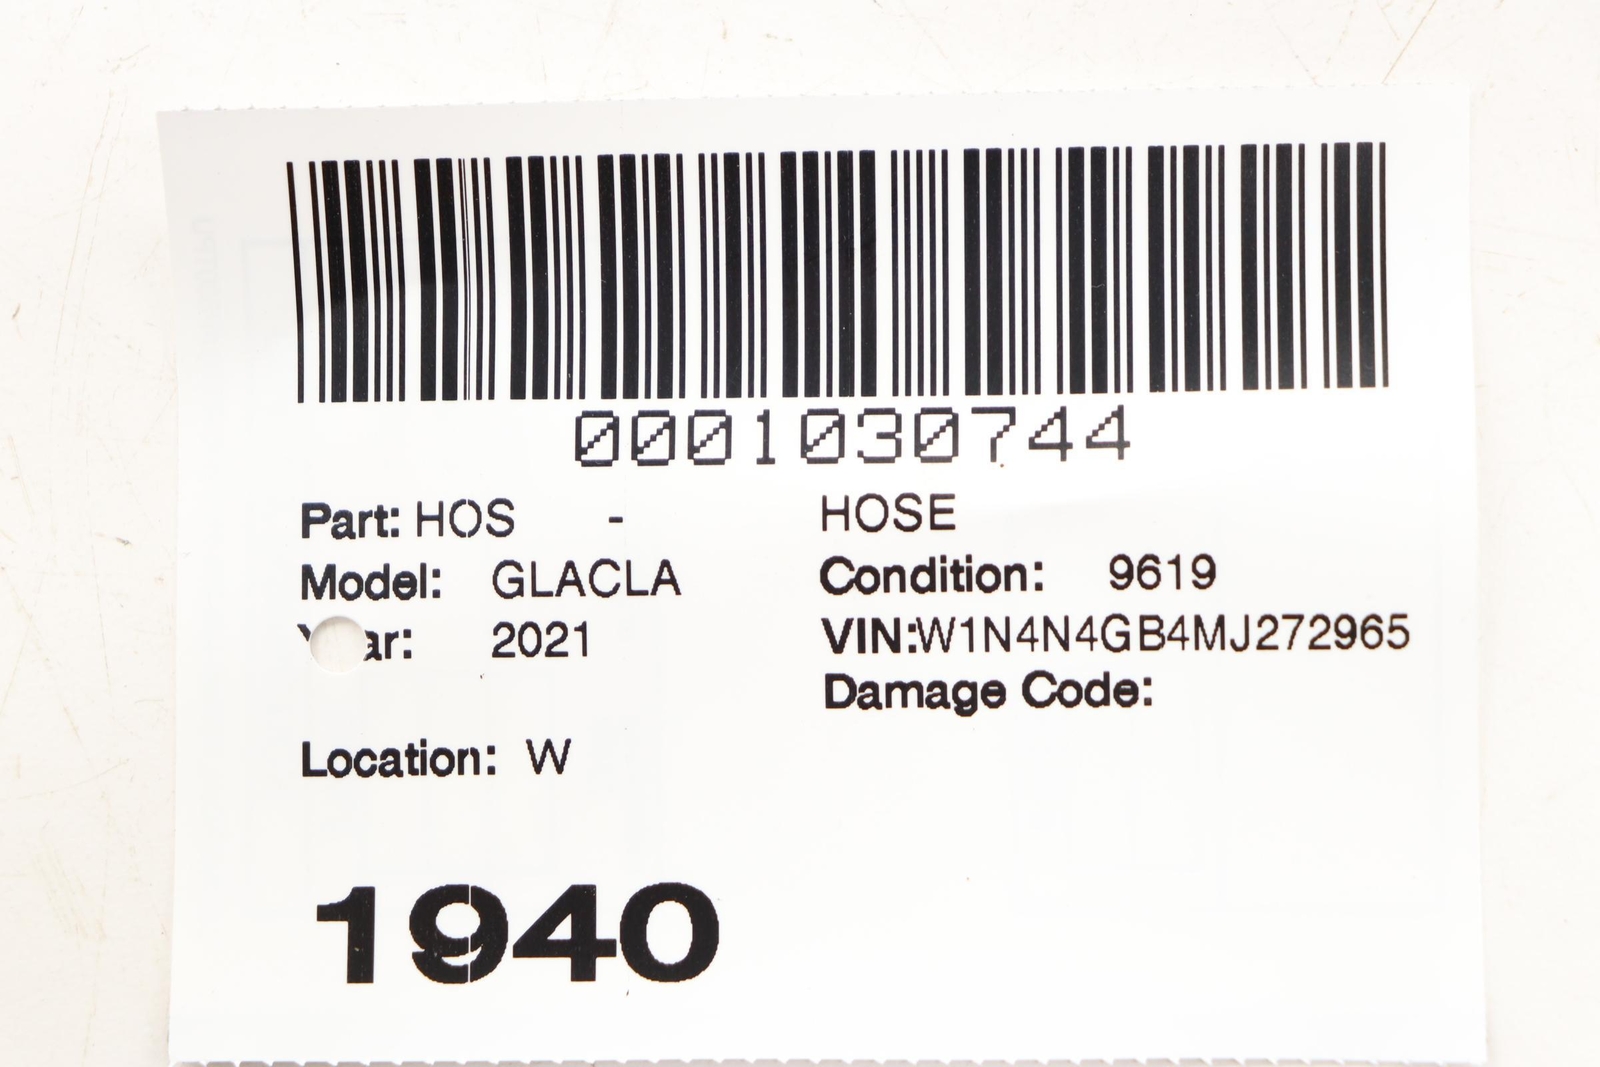 0001030744
Part: HOS - HOSE
Model: GLACLA Condition: 9619
ar: 2021 VIN:W1N4N4GB4MJ272965
Damage Code:
Location: W
1940